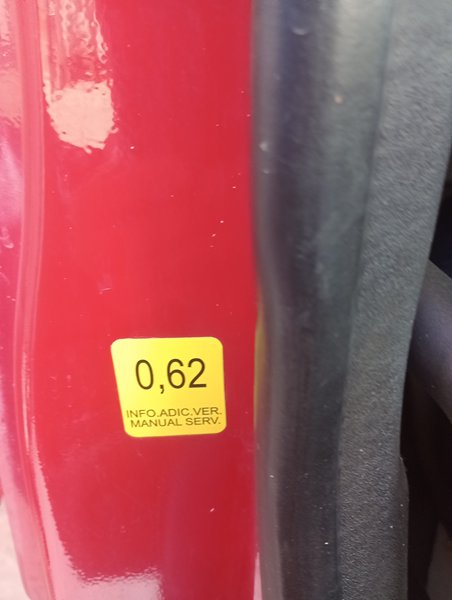 0,62
INFO.ADIC.VER.
MANUAL SERV.